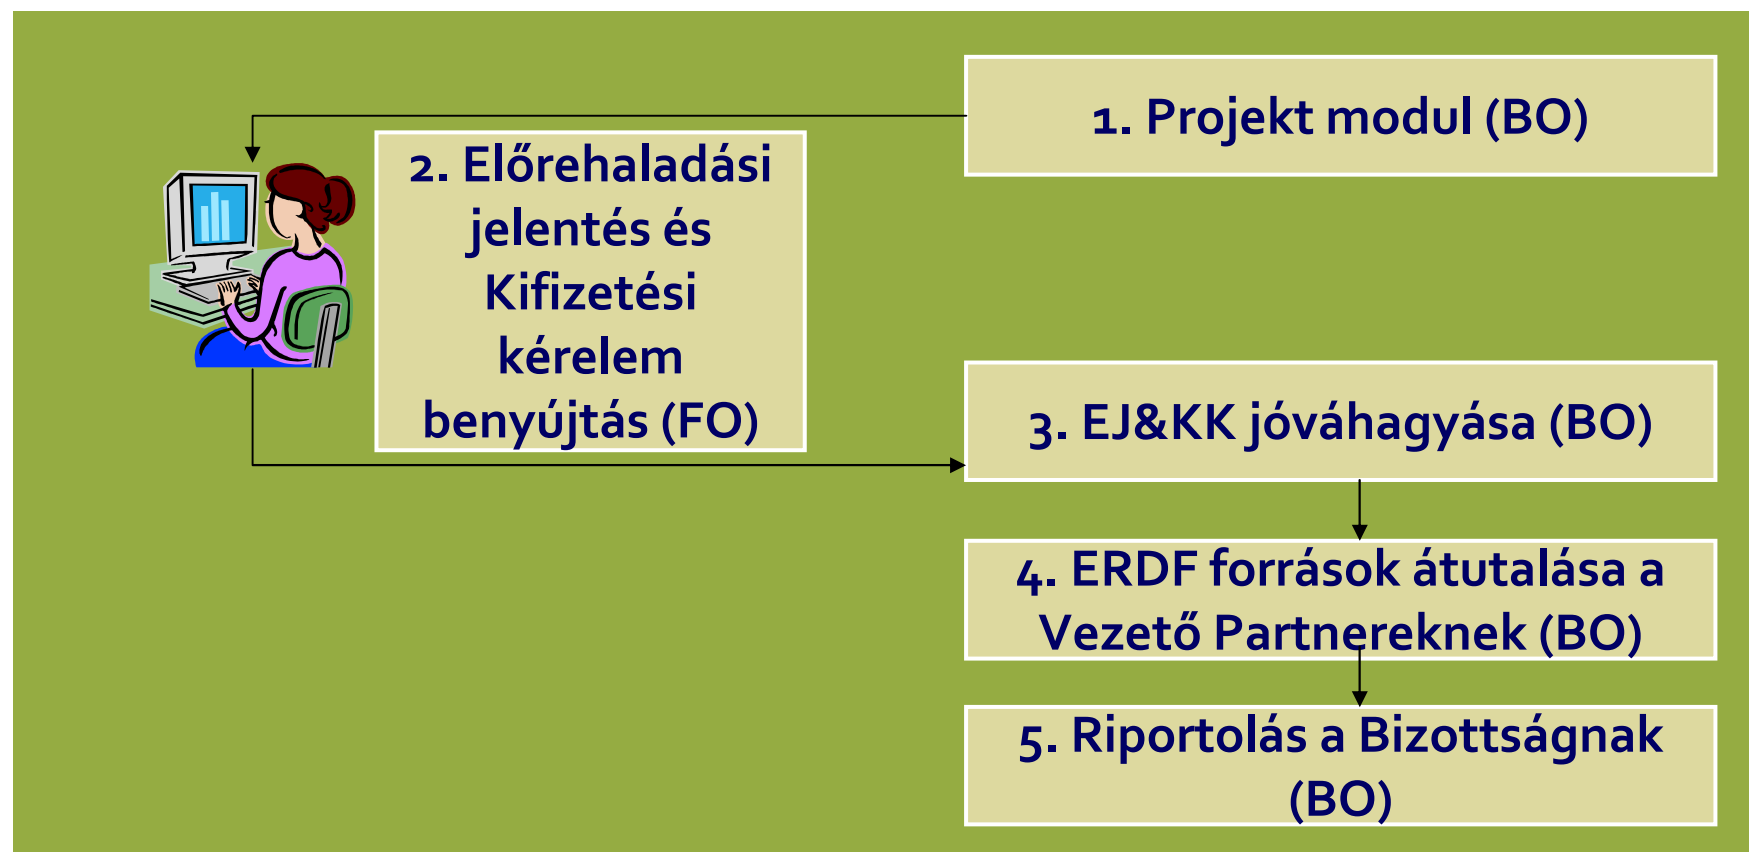 1. Projekt modul (BO)
2. Előrehaladási
jelentés és
Kifizetési
kérelem
benyújtás (FO)
3. EJ&KK jóváhagyása (BO)
4. ERDF források átutalása a
Vezető Partnereknek (BO)
5. Riportolás a Bizottságnak
(BO)